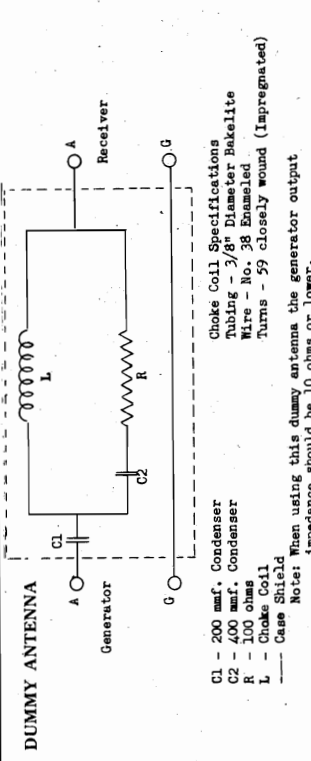 DUMMY ANTENNA
C1
L
A
A
Generator
Receiver
C2
R
G
G
C1 - 200 mmf. Condenser
C2 - 400 mmf. Condenser
R - 100 ohms
L - Choke Coil
---- Case Shield
Choke Coil Specifications
Tubing - 3/8" Diameter Bakelite
Wire - No. 38 Enameled
Turns - 59 closely wound (Impregnated)
Note: When using this dummy antenna the generator output
impedance should be 10 ohms or lower.